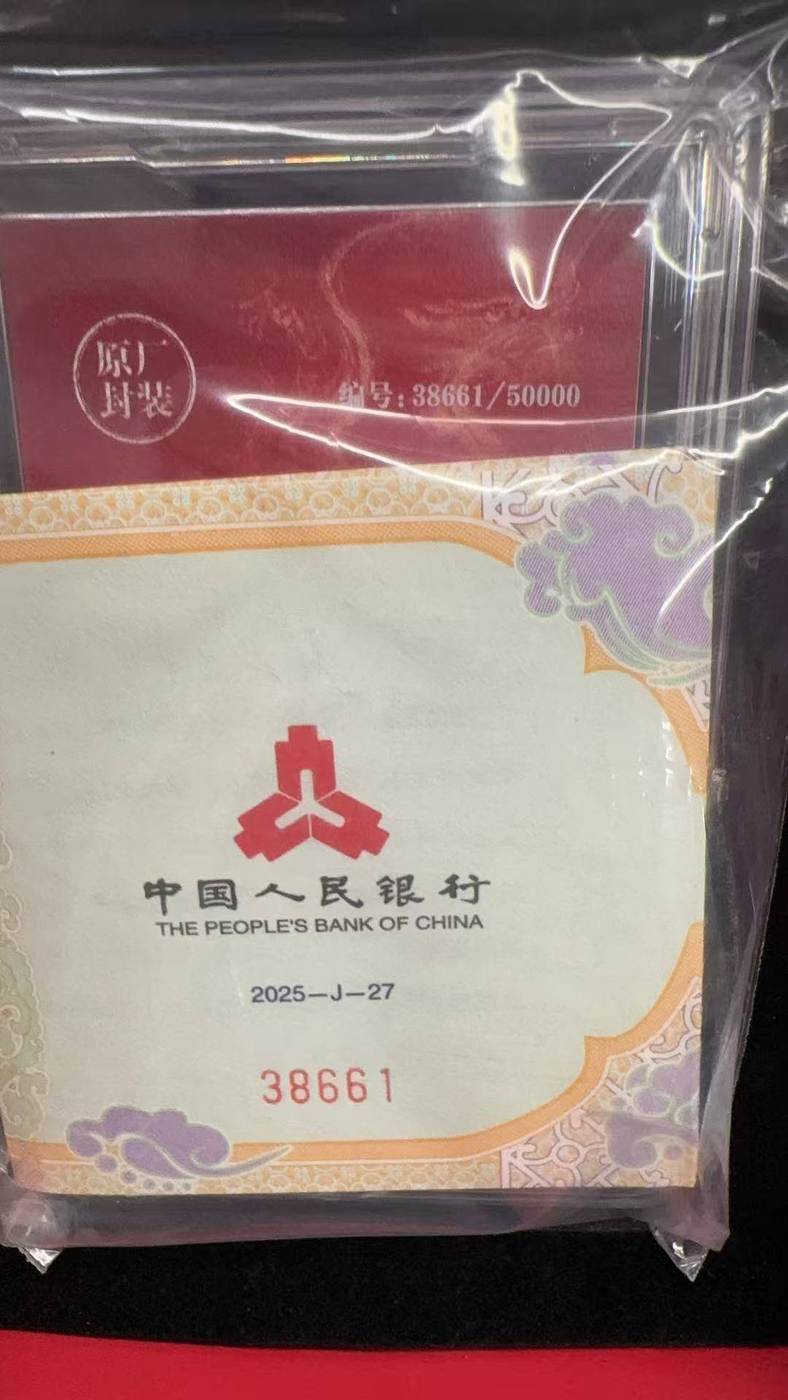 原厂
封装
编号:38661/50000
中国人民银行
THE PEOPLE'S BANK OF CHINA
2025—J—27
38661